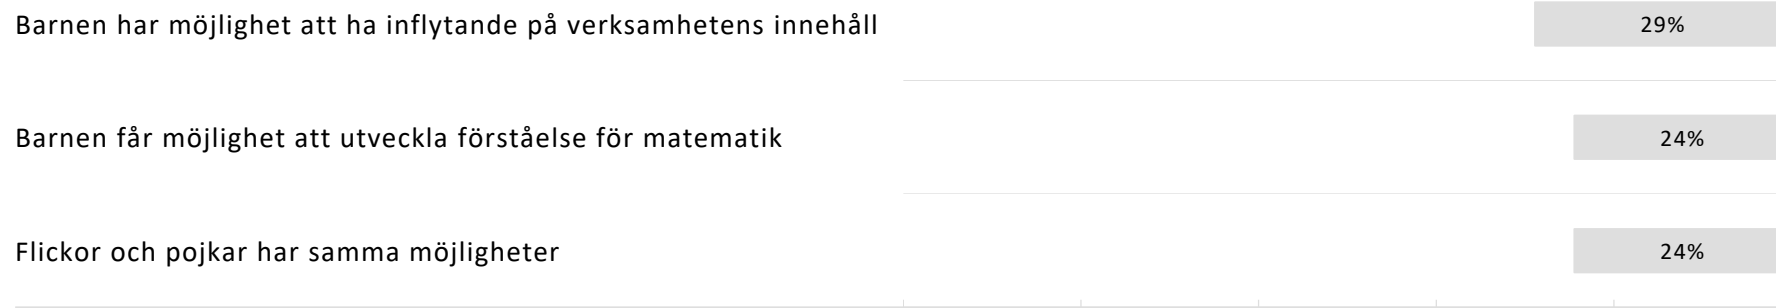 Barnen har möjlighet att ha inflytande på verksamhetens innehåll 29%
Barnen får möjlighet att utveckla förståelse för matematik 24%
Flickor och pojkar har samma möjligheter 24%